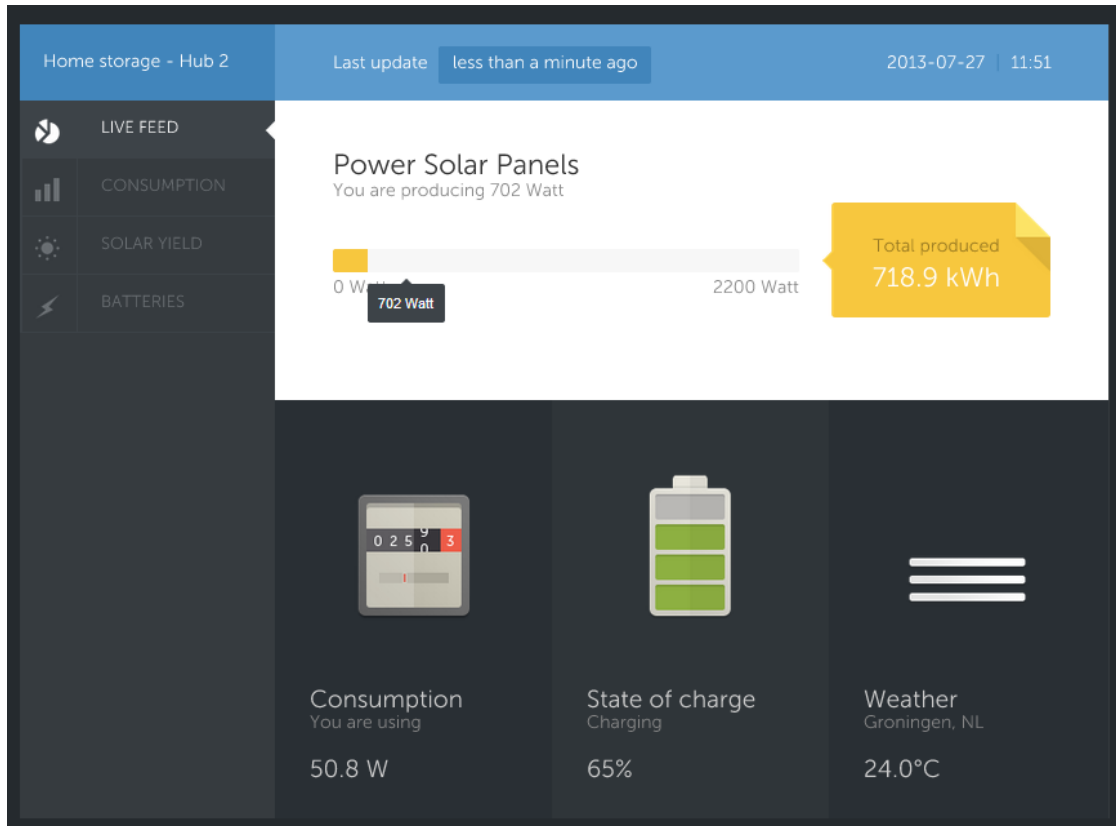 Home storage - Hub 2
Last update less than a minute ago
2013-07-27 | 11:51
LIVE FEED
CONSUMPTION
SOLAR YIELD
BATTERIES
Power Solar Panels
You are producing 702 Watt
0 W
2200 Watt
702 Watt
Total produced
718.9 kWh
0 2 5 9 3
0
Consumption
You are using
50.8 W
State of charge
Charging
65%
Weather
Groningen, NL
24.0°C